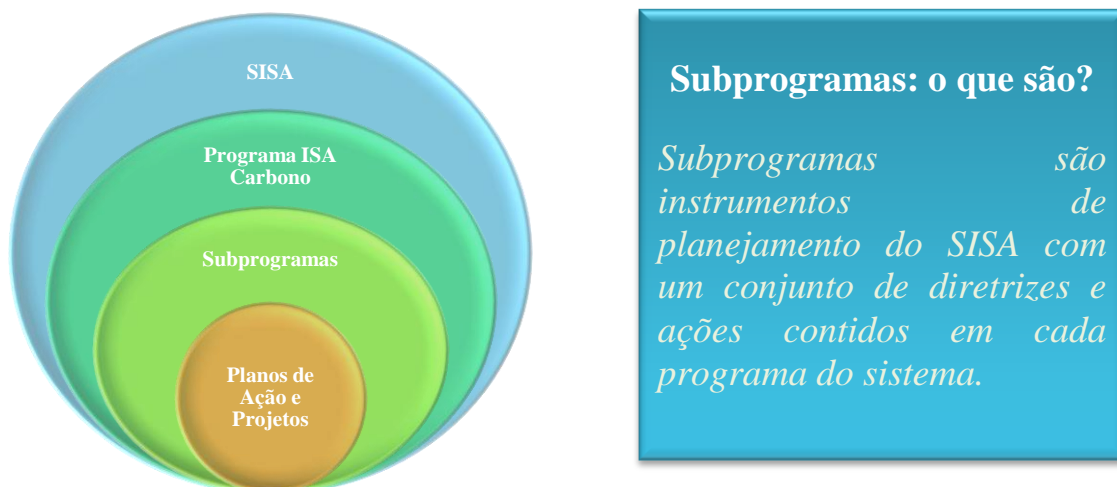 SISA
Programa ISA
Carbono
Subprogramas
Planos de
Ação e
Projetos
Subprogramas: o que são?
Subprogramas são
instrumentos de
planejamento do SISA com
um conjunto de diretrizes e
ações contidos em cada
programa do sistema.